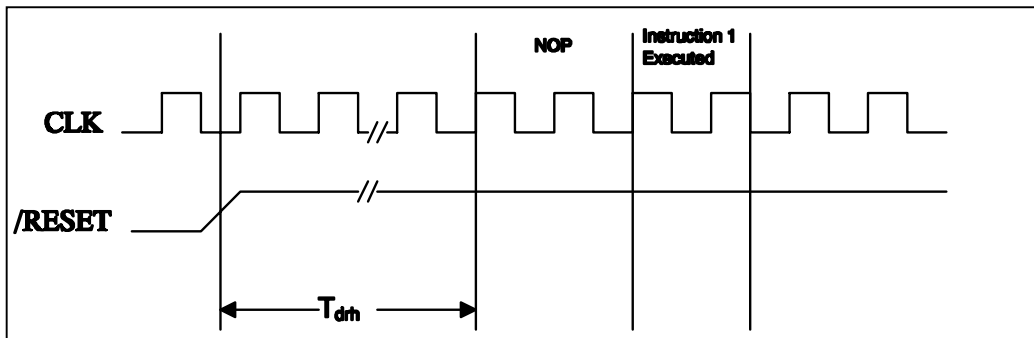 NOP
Instruction 1
Executed
CLK
/RESET
Tdrh